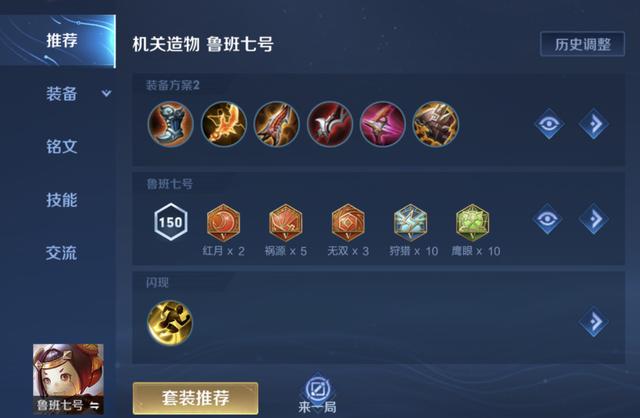 推荐
机关造物 鲁班七号
历史调整
装备
装备方案2
铭文
技能
交流
鲁班七号
150
红月 x 2
祸源 x 5
无双 x 3
狩猎 x 10
鹰眼 x 10
闪现
鲁班七号
套装推荐
来一局